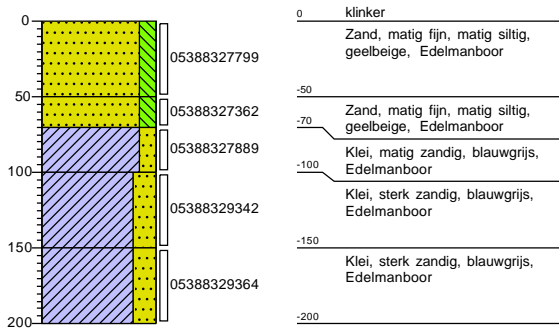 0
50
100
150
200
05388327799
05388327362
05388327889
05388329342
05388329364
0 klinker
Zand, matig fijn, matig siltig,
geelbeige, Edelmanboor
-50
Zand, matig fijn, matig siltig,
geelbeige, Edelmanboor
-70
Klei, matig zandig, blauwgrijs,
Edelmanboor
-100
Klei, sterk zandig, blauwgrijs,
Edelmanboor
-150
Klei, sterk zandig, blauwgrijs,
Edelmanboor
-200